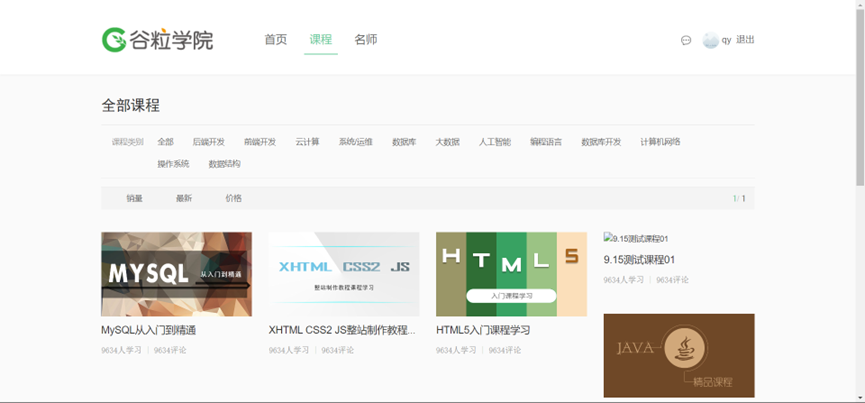 谷粒学院 首页 课程 名师 qy 退出
全部课程
课程类别 全部 后端开发 前端开发 云计算 系统/运维 数据库 大数据 人工智能 编程语言 数据库开发 计算机网络
操作系统 数据结构
销量 最新 价格 1/ 1
MYSQL 从入门到精通
MySQL从入门到精通
9634人学习 | 9634评论
XHTML CSS2 JS
整站制作教程课程学习
XHTML CSS2 JS整站制作教程...
9634人学习 | 9634评论
HTML5
入门课程学习
HTML5入门课程学习
9634人学习 | 9634评论
9.15测试课程01
9.15测试课程01
9634人学习 | 9634评论
JAVA
精品课程